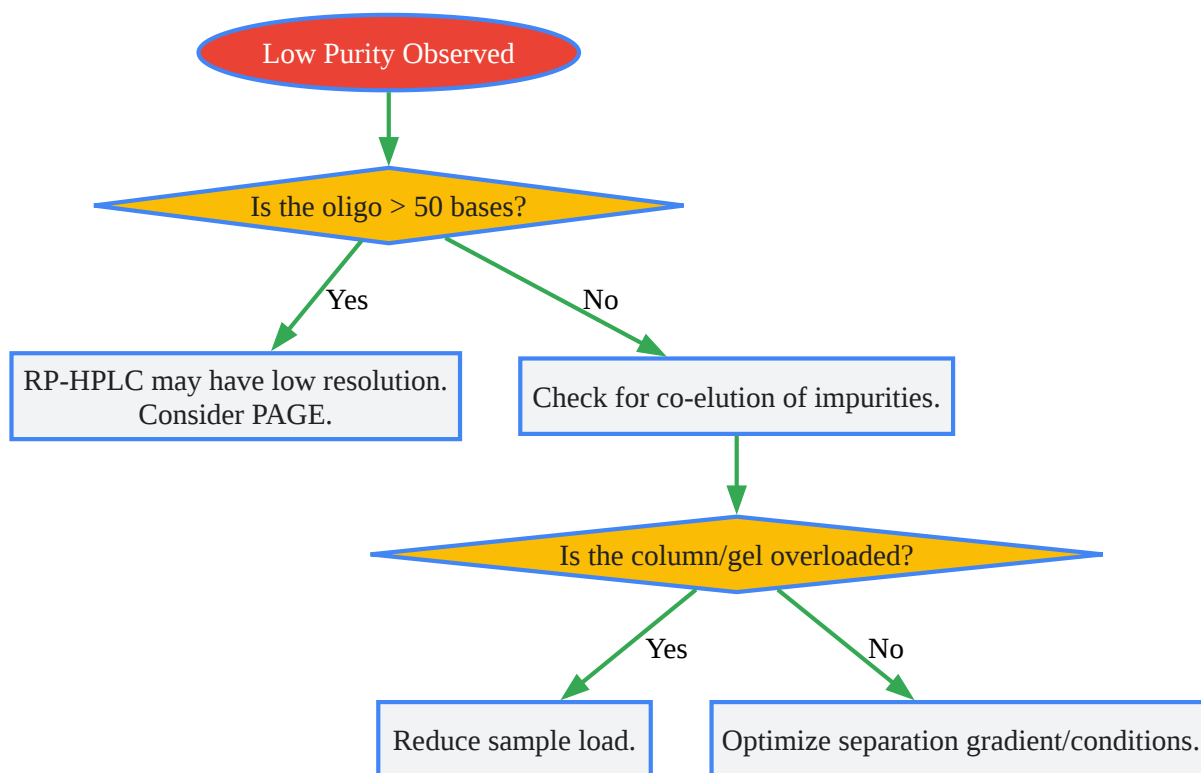 Low Purity Observed
Is the oligo > 50 bases?
Yes
No
RP-HPLC may have low resolution.
Consider PAGE.
Check for co-elution of impurities.
Is the column/gel overloaded?
Yes
No
Reduce sample load.
Optimize separation gradient/conditions.